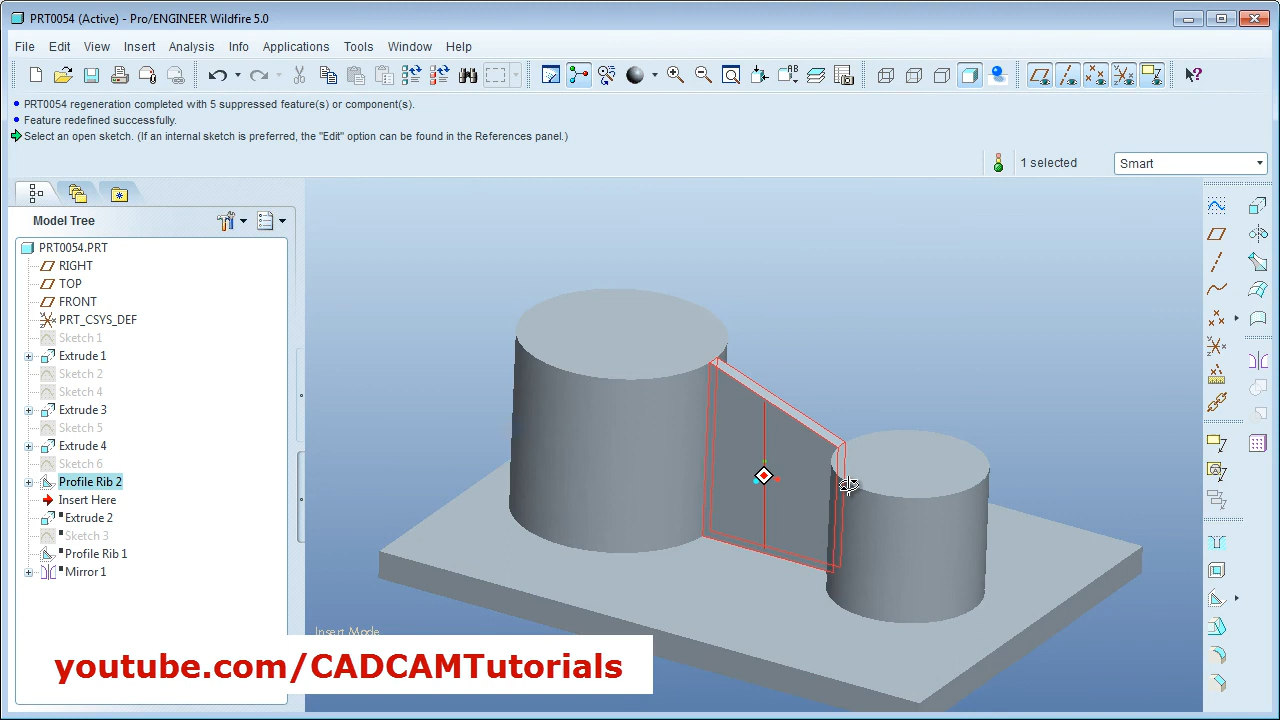 PRT0054 (Active) - Pro/ENGINEER Wildfire 5.0
File Edit View Insert Analysis Info Applications Tools Window Help
PRT0054 regeneration completed with 5 suppressed feature(s) or component(s).
Feature redefined successfully.
Select an open sketch. (If an internal sketch is preferred, the "Edit" option can be found in the References panel.)
1 selected
Smart
Model Tree
PRT0054.PRT
RIGHT
TOP
FRONT
PRT_CSYS_DEF
Sketch 1
Extrude 1
Sketch 2
Sketch 4
Extrude 3
Sketch 5
Extrude 4
Sketch 6
Profile Rib 2
Insert Here
Extrude 2
Sketch 3
Profile Rib 1
Mirror 1
Insert Mode
youtube.com/CADCAMTutorials